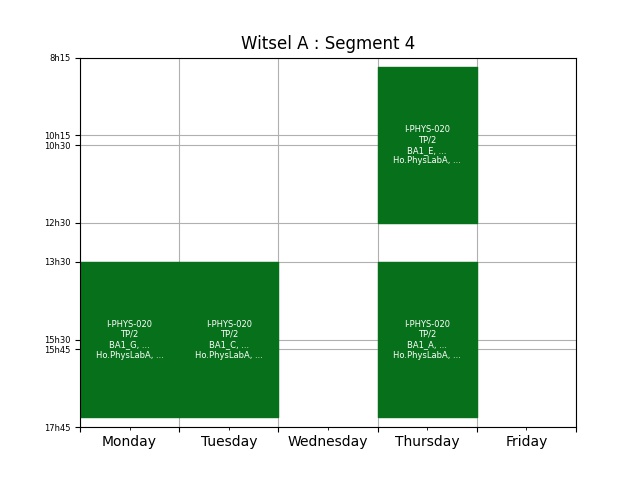 Witsel A : Segment 4
8h15
10h15
10h30
12h30
13h30
15h30
15h45
17h45
I-PHYS-020
TP/2
BA1_E, ...
Ho.PhysLabA, ...
I-PHYS-020
TP/2
BA1_G, ...
Ho.PhysLabA, ...
I-PHYS-020
TP/2
BA1_C, ...
Ho.PhysLabA, ...
I-PHYS-020
TP/2
BA1_A, ...
Ho.PhysLabA, ...
Monday
Tuesday
Wednesday
Thursday
Friday